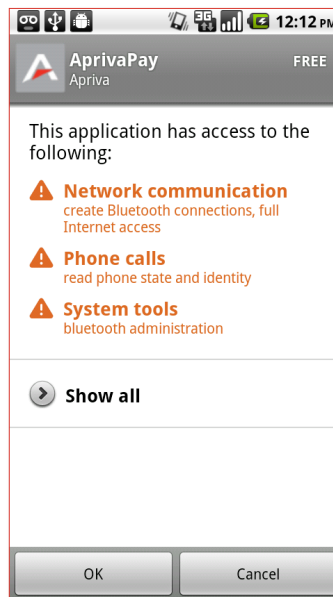 3G 12:12 PM
AprivaPay FREE
Apriva
This application has access to the
following:
Network communication
create Bluetooth connections, full
Internet access
Phone calls
read phone state and identity
System tools
bluetooth administration
Show all
OK Cancel